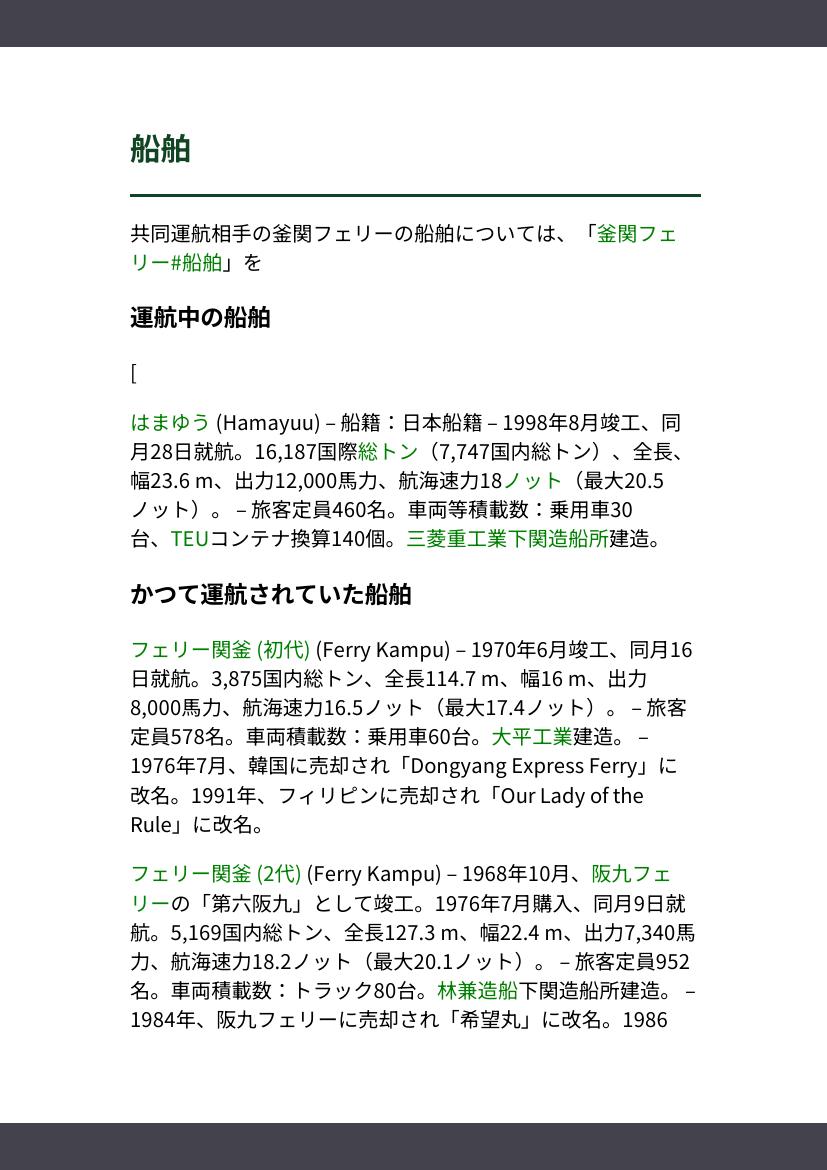 船舶
共同運航相手の釜関フェリーの船舶については、「釜関フェ
リー#船舶」を
運航中の船舶
[
はまゆう (Hamayuu) – 船籍：日本船籍 – 1998年8月竣工、同
月28日就航。16,187国際総トン（7,747国内総トン）、全長、
幅23.6 m、出力12,000馬力、航海速力18ノット（最大20.5
ノット）。 – 旅客定員460名。車両等積載数：乗用車30
台、TEUコンテナ換算140個。三菱重工業下関造船所建造。
かつて運航されていた船舶
フェリー関釜 (初代) (Ferry Kampu) – 1970年6月竣工、同月16
日就航。3,875国内総トン、全長114.7 m、幅16 m、出力
8,000馬力、航海速力16.5ノット（最大17.4ノット）。 – 旅客
定員578名。車両積載数：乗用車60台。大平工業建造。 –
1976年7月、韓国に売却され「Dongyang Express Ferry」に
改名。1991年、フィリピンに売却され「Our Lady of the
Rule」に改名。
フェリー関釜 (2代) (Ferry Kampu) – 1968年10月、阪九フェ
リーの「第六阪九」として竣工。1976年7月購入、同月9日就
航。5,169国内総トン、全長127.3 m、幅22.4 m、出力7,340馬
力、航海速力18.2ノット（最大20.1ノット）。 – 旅客定員952
名。車両積載数：トラック80台。林兼造船下関造船所建造。 –
1984年、阪九フェリーに売却され「希望丸」に改名。1986